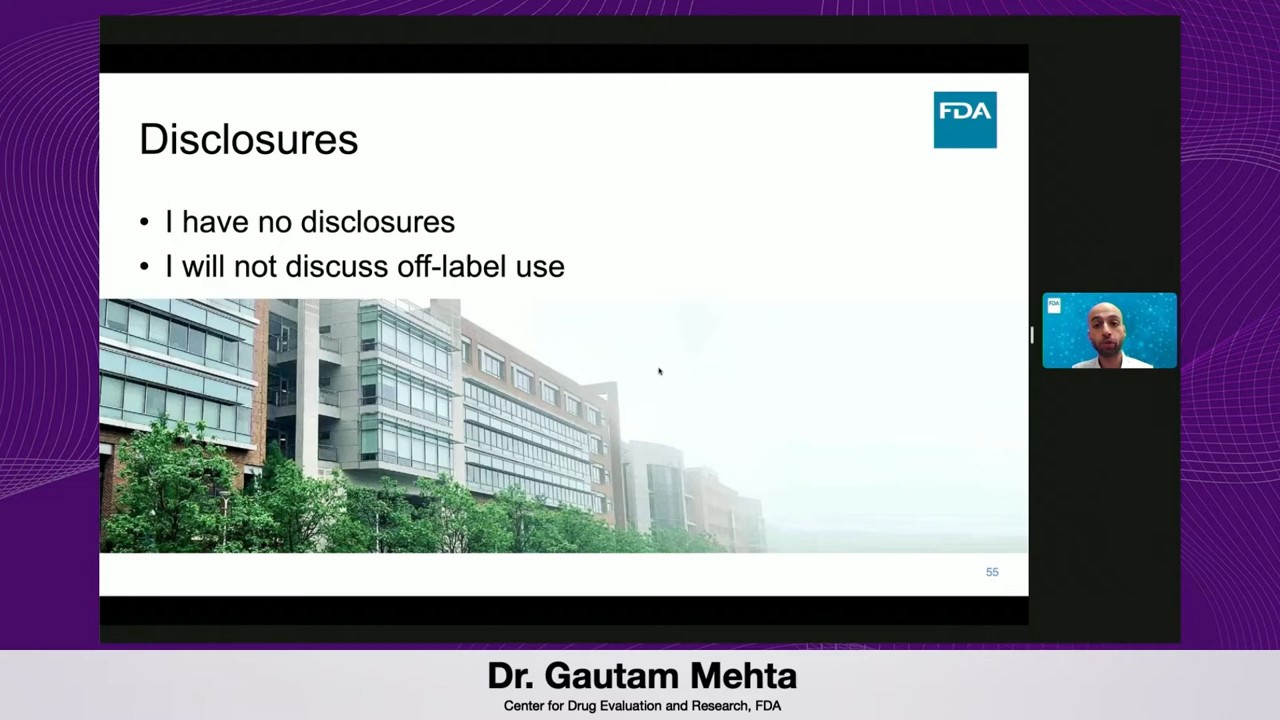 FDA
Disclosures
• I have no disclosures
• I will not discuss off-label use
FDA
55
Dr. Gautam Mehta
Center for Drug Evaluation and Research, FDA